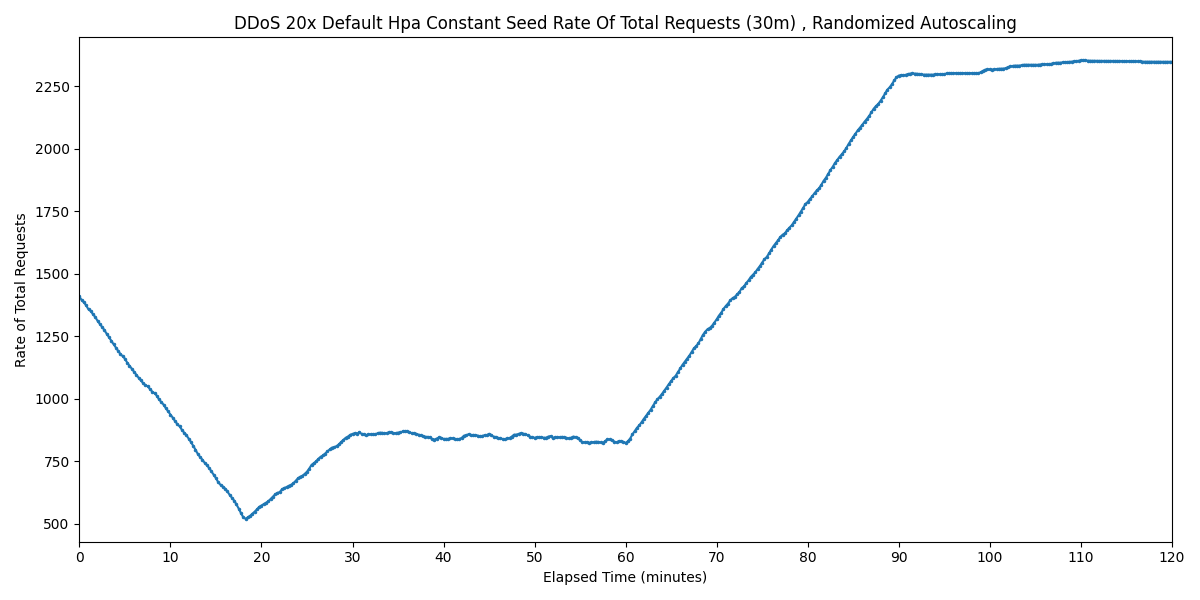 DDoS 20x Default Hpa Constant Seed Rate Of Total Requests (30m) , Randomized Autoscaling
Rate of Total Requests
2250
2000
1750
1500
1250
1000
750
500
0 10 20 30 40 50 60 70 80 90 100 110 120
Elapsed Time (minutes)